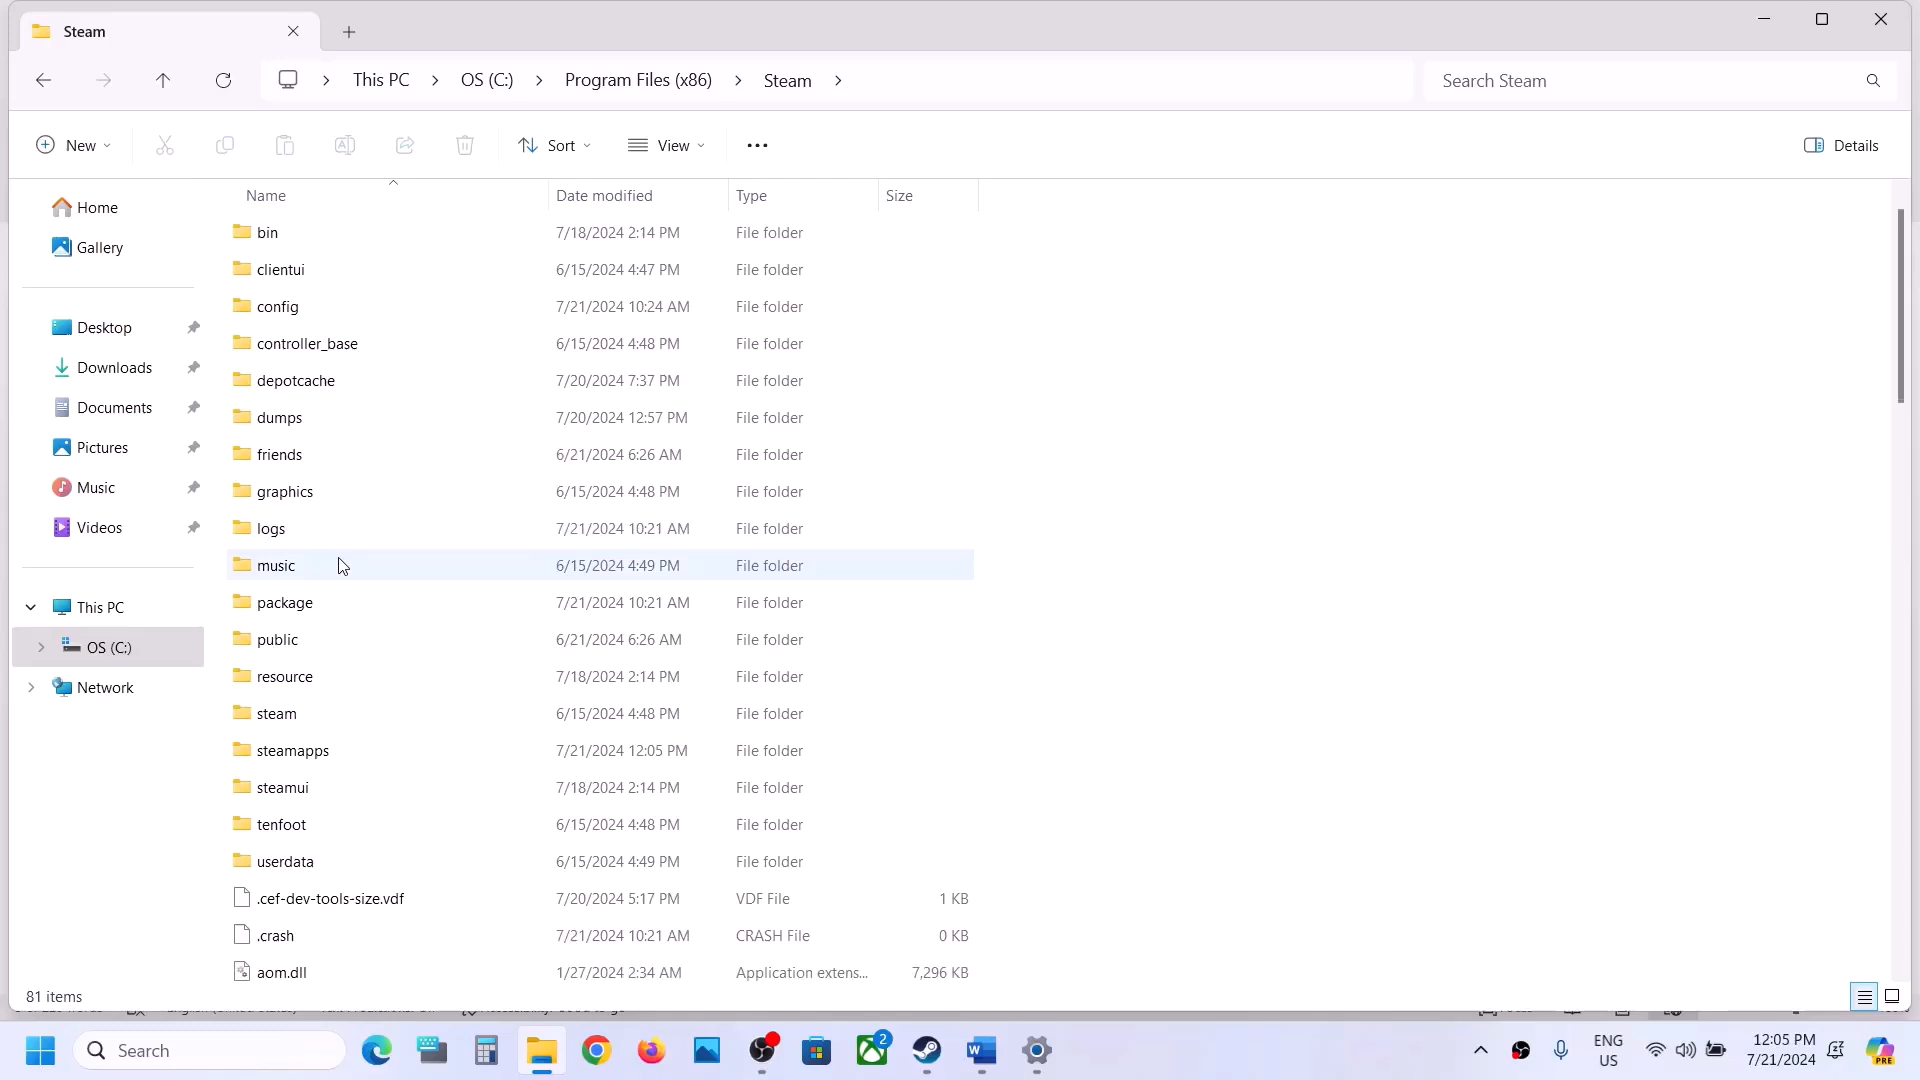 Steam
This PC > OS (C:) > Program Files (x86) > Steam >
Search Steam
New
Sort
View
Details
Name Date modified Type Size
Home
Gallery
Desktop
Downloads
Documents
Pictures
Music
Videos
This PC
OS (C:)
Network
bin 7/18/2024 2:14 PM File folder
clientui 6/15/2024 4:47 PM File folder
config 7/21/2024 10:24 AM File folder
controller_base 6/15/2024 4:48 PM File folder
depotcache 7/20/2024 7:37 PM File folder
dumps 7/20/2024 12:57 PM File folder
friends 6/21/2024 6:26 AM File folder
graphics 6/15/2024 4:48 PM File folder
logs 7/21/2024 10:21 AM File folder
music 6/15/2024 4:49 PM File folder
package 7/21/2024 10:21 AM File folder
public 6/21/2024 6:26 AM File folder
resource 7/18/2024 2:14 PM File folder
steam 6/15/2024 4:48 PM File folder
steamapps 7/21/2024 12:05 PM File folder
steamui 7/18/2024 2:14 PM File folder
tenfoot 6/15/2024 4:48 PM File folder
userdata 6/15/2024 4:49 PM File folder
.cef-dev-tools-size.vdf 7/20/2024 5:17 PM VDF File 1 KB
.crash 7/21/2024 10:21 AM CRASH File 0 KB
aom.dll 1/27/2024 2:34 AM Application extens... 7,296 KB
81 items
Search
2
ENG
US
12:05 PM
7/21/2024
PRE